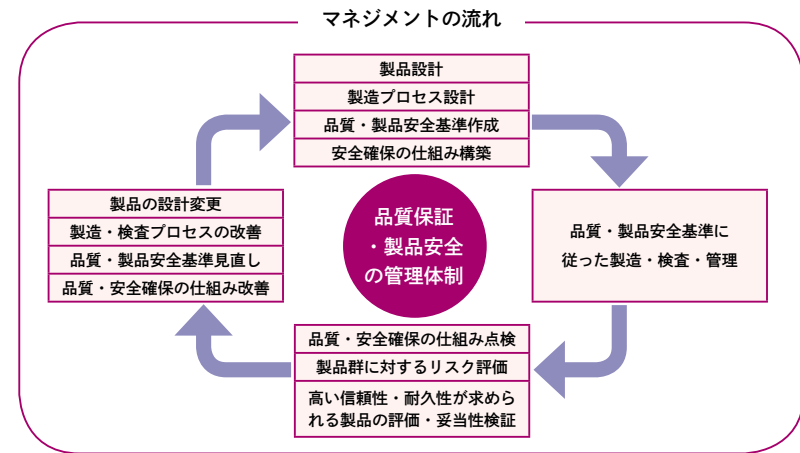 マネジメントの流れ
製品設計
製造プロセス設計
品質・製品安全基準作成
安全確保の仕組み構築
品質・製品安全基準に
従った製造・検査・管理
品質・安全確保の仕組み点検
製品群に対するリスク評価
高い信頼性・耐久性が求めら
れる製品の評価・妥当性検証
製品の設計変更
製造・検査プロセスの改善
品質・製品安全基準見直し
品質・安全確保の仕組み改善
品質保証
・製品安全
の管理体制